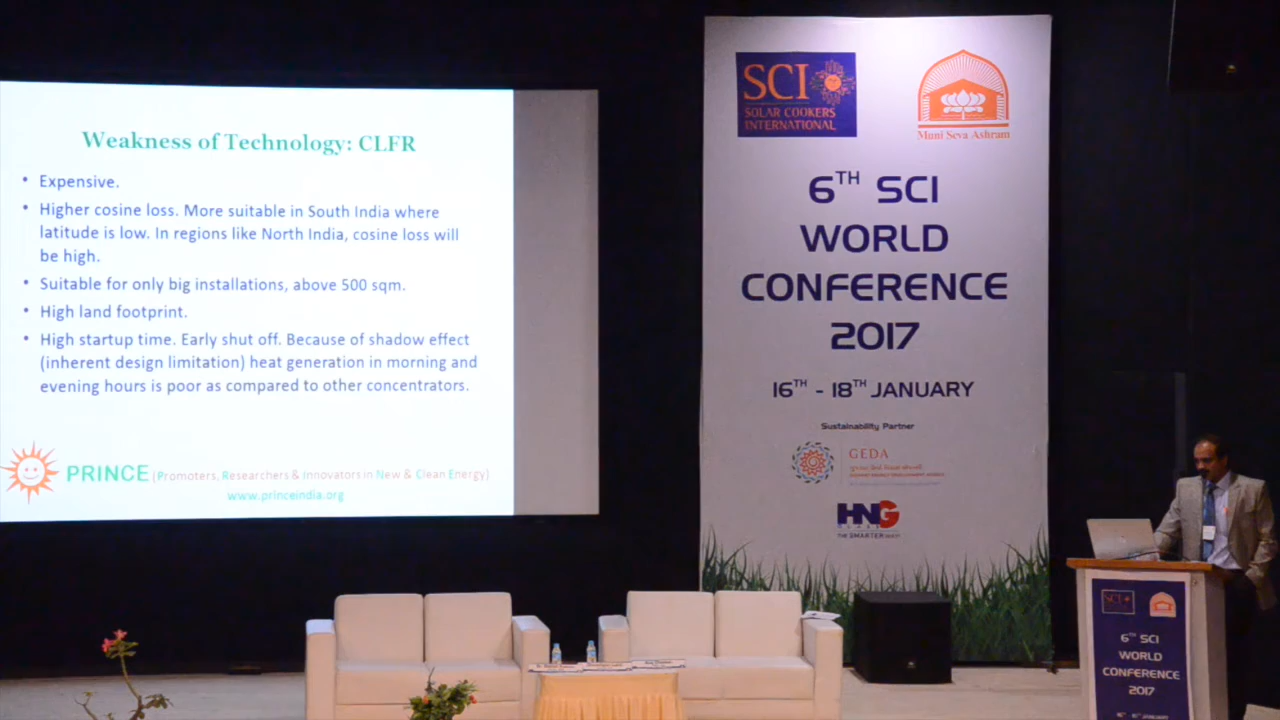 Weakness of Technology: CLFR
• Expensive.
• Higher cosine loss. More suitable in South India where
latitude is low. In regions like North India, cosine loss will
be high.
• Suitable for only big installations, above 500 sqm.
• High land footprint.
• High startup time. Early shut off. Because of shadow effect
(inherent design limitation) heat generation in morning and
evening hours is poor as compared to other concentrators.
PRINCE (Promoters, Researchers & Innovators in New & Clean Energy)
www.princeindia.org
SCI
SOLAR COOKERS
INTERNATIONAL
Muni Seva Ashram
6TH SCI
WORLD
CONFERENCE
2017
16TH - 18TH JANUARY
Sustainability Partner
GEDA
HNG
GLASS
THE SMARTER
SCI
6TH SCI
WORLD
CONFERENCE
2017